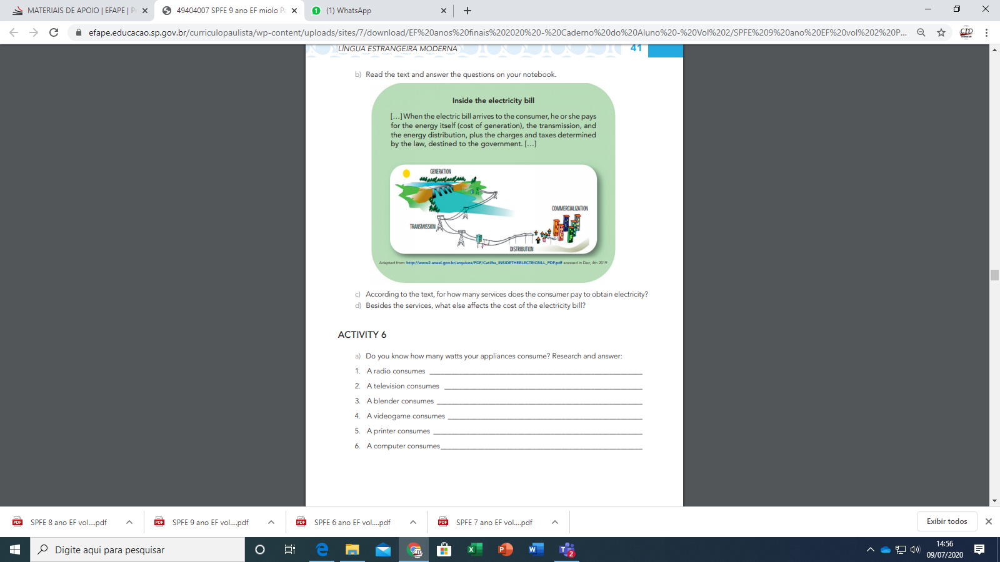 MATERIAIS DE APOIO | EFAPE | P
49404007 SPFE 9 ano EF miolo Pa
1 (1) WhatsApp
efape.educacao.sp.gov.br/curriculopaulista/wp-content/uploads/sites/7/download/EF%20anos%20finais%202020%20-%20Caderno%20do%20Aluno%20-%20Vol%202/SPFE%209%20ano%20EF%20vol%202%20P...
LÍNGUA ESTRANGEIRA MODERNA 41
b) Read the text and answer the questions on your notebook.
Inside the electricity bill
[...] When the electric bill arrives to the consumer, he or she pays
for the energy itself (cost of generation), the transmission, and
the energy distribution, plus the charges and taxes determined
by the law, destined to the government. [...]
GENERATION
COMMERCIALIZATION
TRANSMISSION
DISTRIBUTION
Adapted from: http://www2.aneel.gov.br/arquivos/PDF/Catilha_INSIDETHEELECTRICBILL_PDF.pdf acessed in Dec, 4th 2019
c) According to the text, for how many services does the consumer pay to obtain electricity?
d) Besides the services, what else affects the cost of the electricity bill?
ACTIVITY 6
a) Do you know how many watts your appliances consume? Research and answer:
1. A radio consumes
2. A television consumes
3. A blender consumes
4. A videogame consumes
5. A printer consumes
6. A computer consumes
SPFE 8 ano EF vol....pdf
SPFE 9 ano EF vol....pdf
SPFE 6 ano EF vol....pdf
SPFE 7 ano EF vol....pdf
Exibir todos
Digite aqui para pesquisar
14:56
09/07/2020